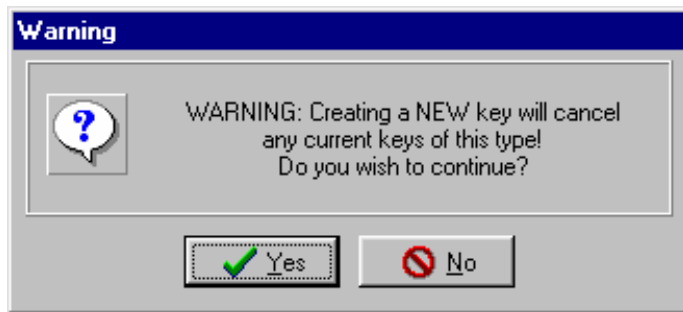 Warning
WARNING: Creating a NEW key will cancel
any current keys of this type!
Do you wish to continue?
Yes
No